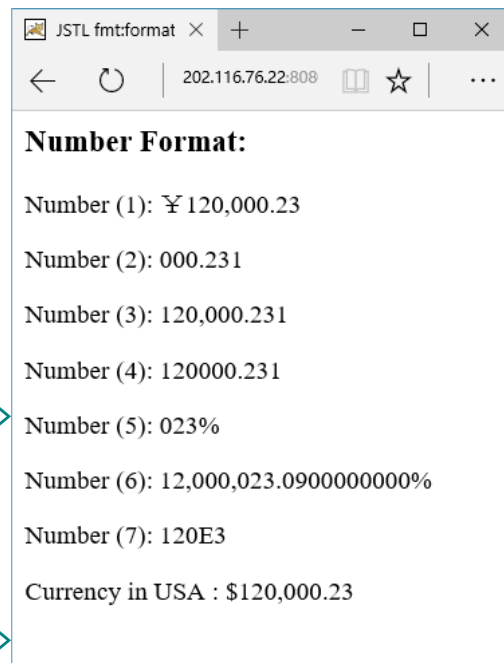 JSTL fmt:format
202.116.76.22:808
Number Format:
Number (1): ￥120,000.23
Number (2): 000.231
Number (3): 120,000.231
Number (4): 120000.231
Number (5): 023%
Number (6): 12,000,023.0900000000%
Number (7): 120E3
Currency in USA : $120,000.23